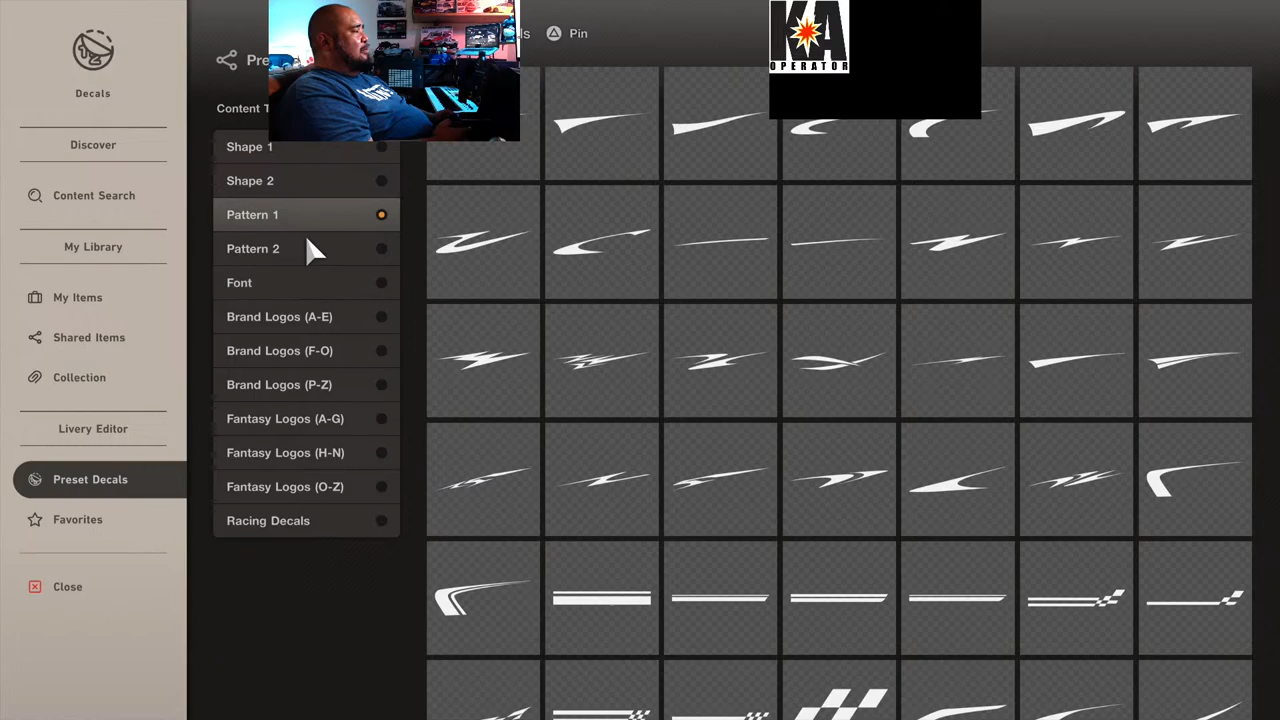 Decals
Discover
Content Search
My Library
My Items
Shared Items
Collection
Livery Editor
Preset Decals
Favorites
Close
Pin
KA
OPERATOR
Shape 1
Shape 2
Pattern 1
Pattern 2
Font
Brand Logos (A-E)
Brand Logos (F-O)
Brand Logos (P-Z)
Fantasy Logos (A-G)
Fantasy Logos (H-N)
Fantasy Logos (O-Z)
Racing Decals